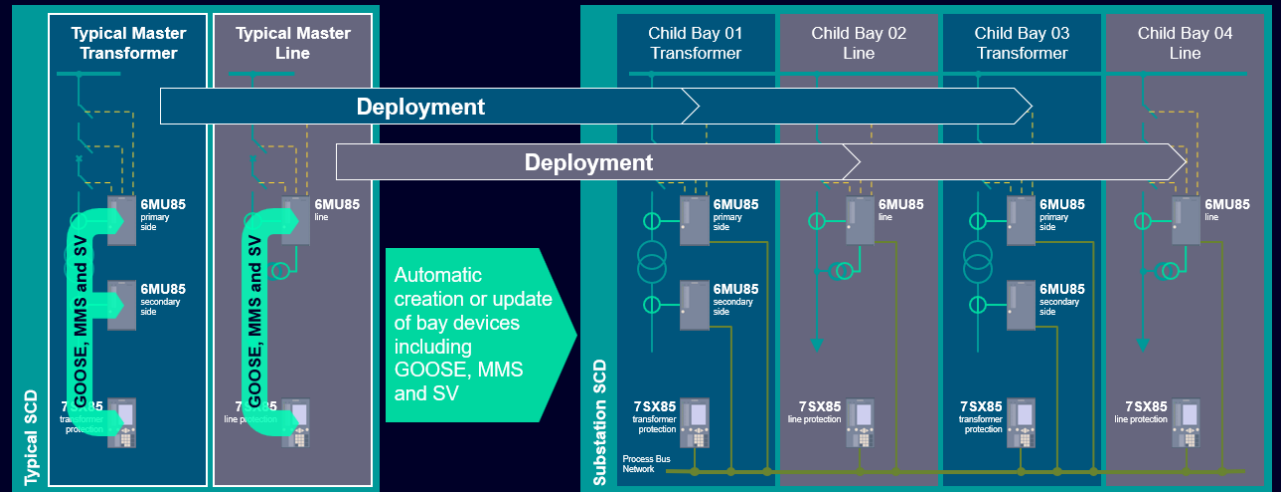 Typical SCD
Typical Master
Transformer
Typical Master
Line
Deployment
Deployment
6MU85
primary
side
6MU85
line
6MU85
secondary
side
GOOSE, MMS and SV
GOOSE, MMS and SV
7SX85
transformer
protection
7SX85
line protection
Automatic
creation or update
of bay devices
including
GOOSE, MMS
and SV
Substation SCD
Child Bay 01
Transformer
Child Bay 02
Line
Child Bay 03
Transformer
Child Bay 04
Line
6MU85
primary
side
6MU85
line
6MU85
primary
side
6MU85
line
6MU85
secondary
side
6MU85
secondary
side
7SX85
transformer
protection
7SX85
line protection
7SX85
transformer
protection
7SX85
line protection
Process Bus
Network